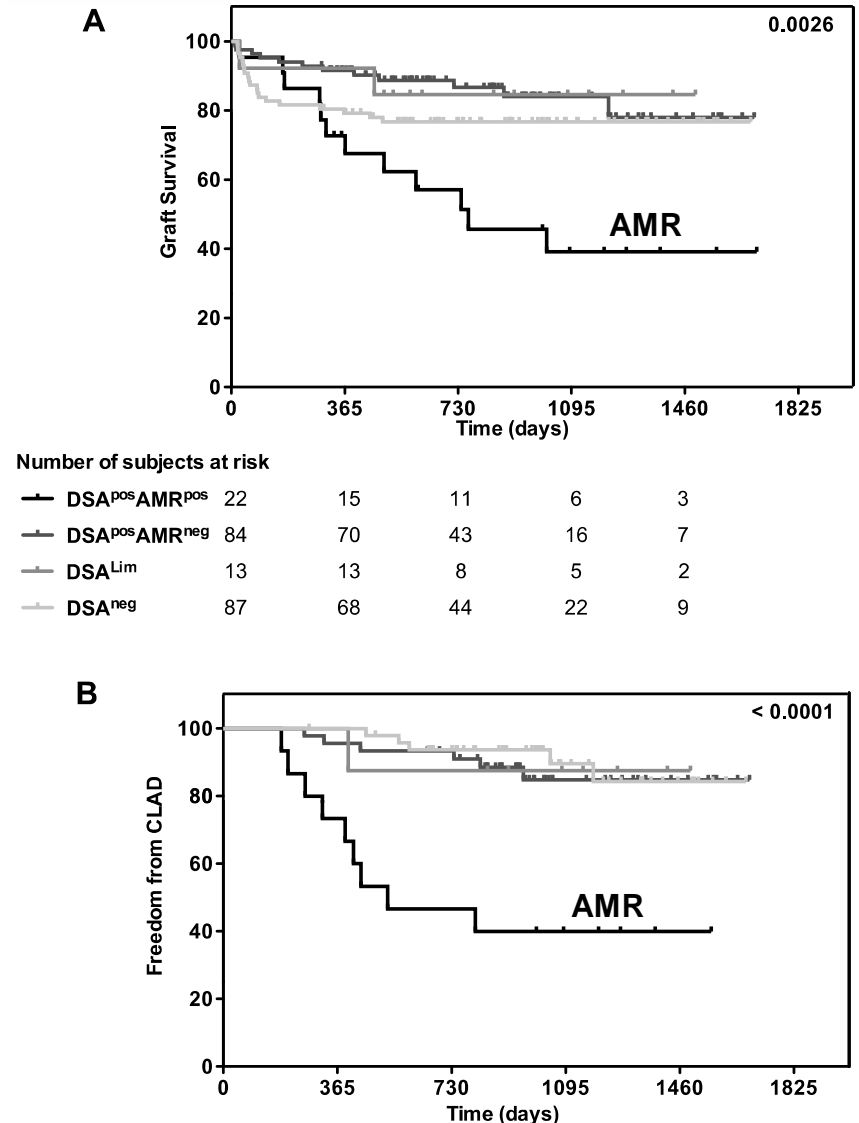 A
0.0026
100
80
60
40
20
0
Graft Survival
AMR
0 365 730 1095 1460 1825
Time (days)
Number of subjects at risk
DSAposAMRpos 22 15 11 6 3
DSAposAMRneg 84 70 43 16 7
DSALim 13 13 8 5 2
DSAneg 87 68 44 22 9
B
< 0.0001
100
80
60
40
20
0
Freedom from CLAD
AMR
0 365 730 1095 1460 1825
Time (days)